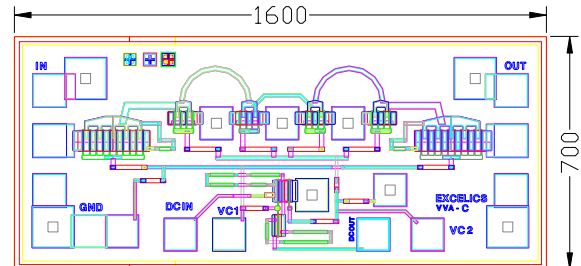 1600
IN
OUT
700
GND
DCIN
VC1
DCOUT
EXCELICS
VVA-C
VC2